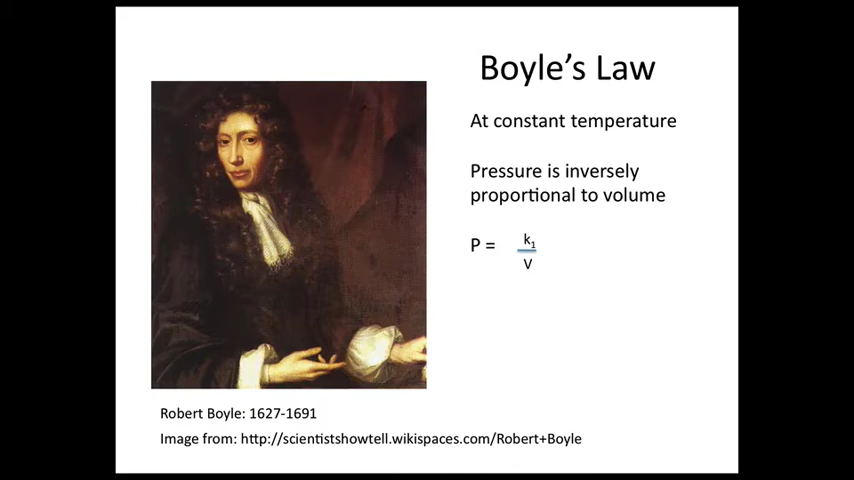 Boyle's Law
At constant temperature
Pressure is inversely
proportional to volume
P = k₁
V
Robert Boyle: 1627-1691
Image from: http://scientistshowtell.wikispaces.com/Robert+Boyle